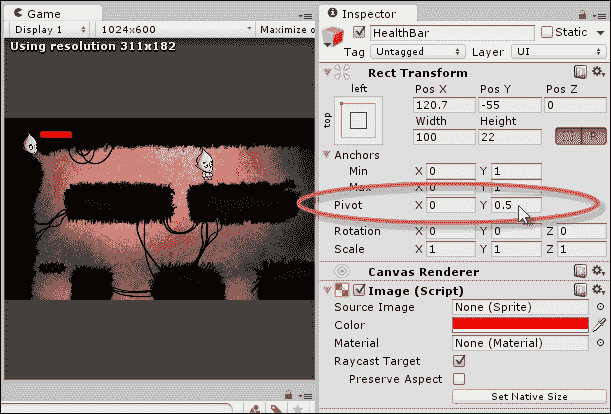 Game
Display 1
1024x600
Maximize o
Using resolution 311x182
Inspector
HealthBar
Static
Tag
Untagged
Layer
UI
Rect Transform
left
Pos X
Pos Y
Pos Z
top
120.7
-55
0
Width
Height
100
22
R
Anchors
Min
X 0
Y 1
Max
X 0
Y 1
Pivot
X 0
Y 0.5
Rotation
X 0
Y 0
Z 0
Scale
X 1
Y 1
Z 1
Canvas Renderer
Image (Script)
Source Image
None (Sprite)
Color
Material
None (Material)
Raycast Target
Preserve Aspect
Set Native Size